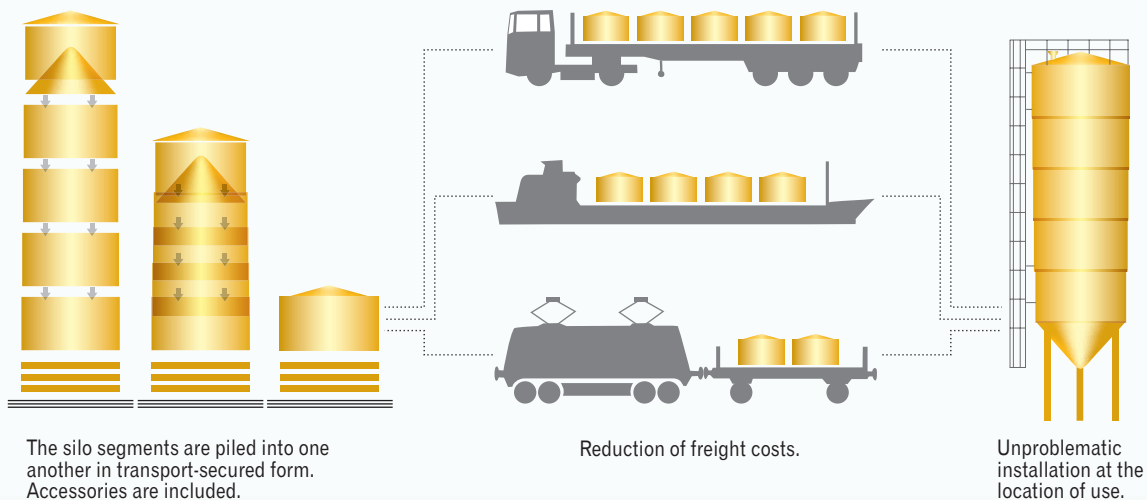 The silo segments are piled into one
another in transport-secured form.
Accessories are included.
Reduction of freight costs.
Unproblematic
installation at the
location of use.